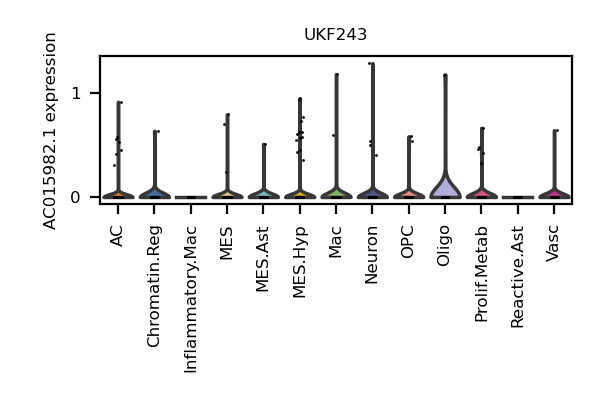 UKF243
AC015982.1 expression
1
0
AC
Chromatin.Reg
Inflammatory.Mac
MES
MES.Ast
MES.Hyp
Mac
Neuron
OPC
Oligo
Prolif.Metab
Reactive.Ast
Vasc